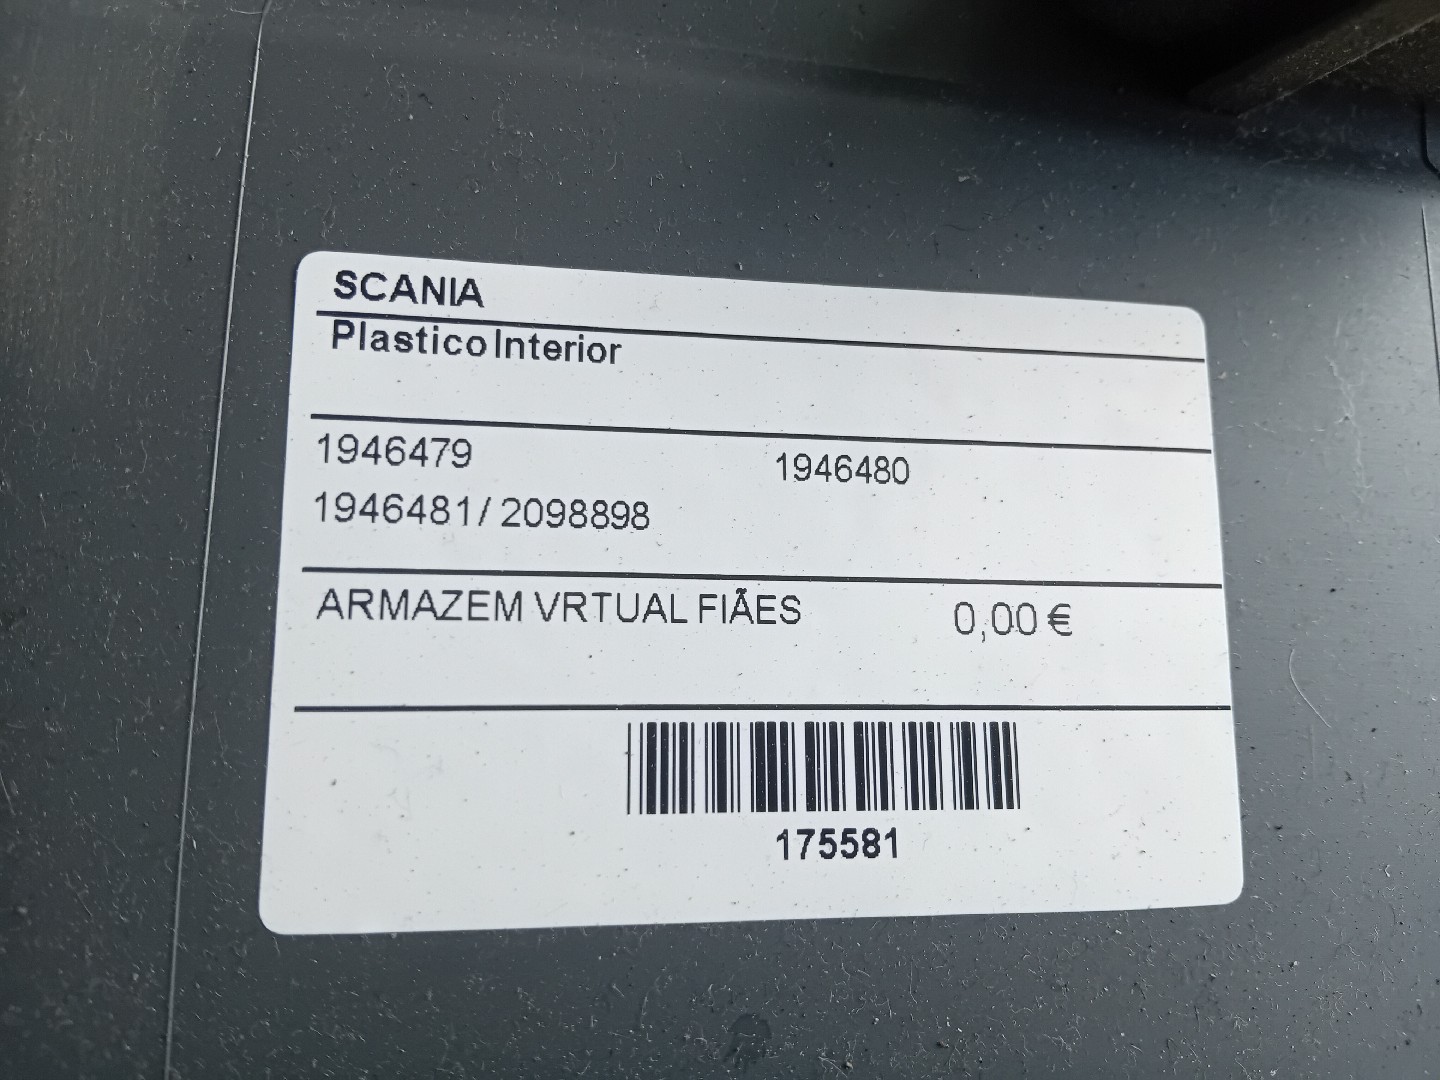 SCANIA
Plastico Interior
1946479 1946480
1946481/ 2098898
ARMAZEM VRTUAL FIÃES 0,00 €
175581